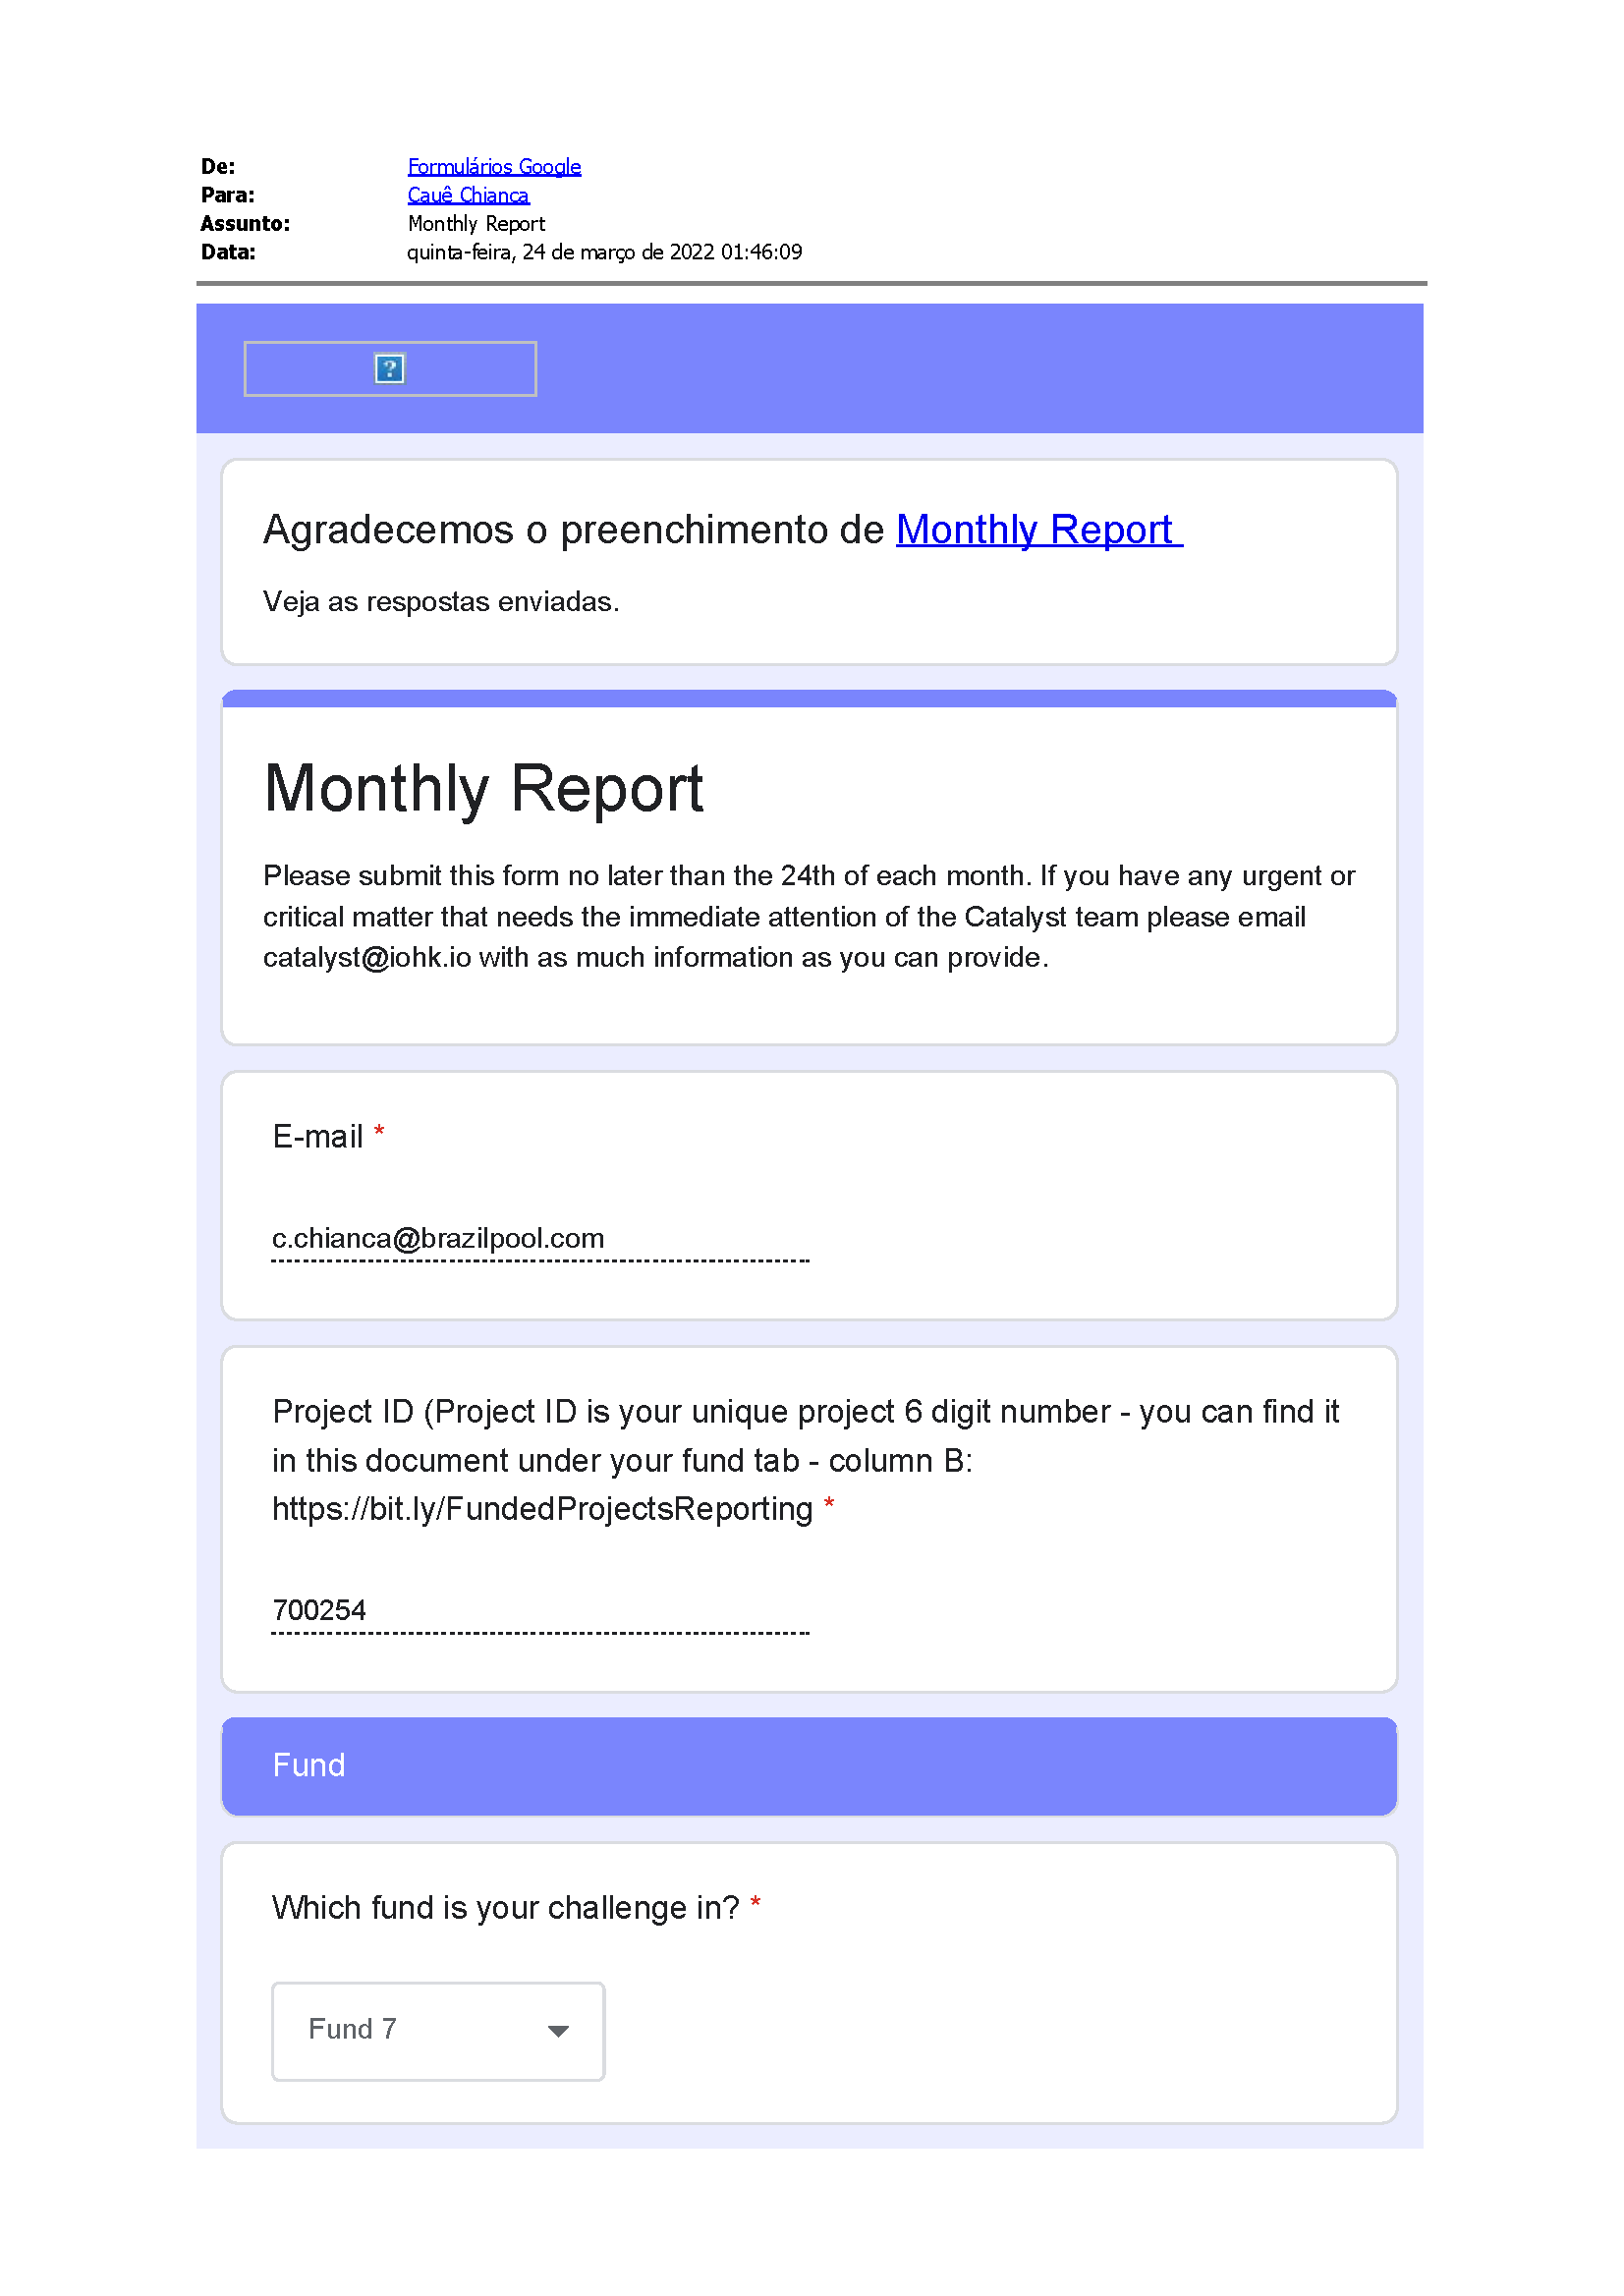 De: Formulários Google
Para: Cauê Chianca
Assunto: Monthly Report
Data: quinta-feira, 24 de março de 2022 01:46:09
?
Agradecemos o preenchimento de Monthly Report
Veja as respostas enviadas.
Monthly Report
Please submit this form no later than the 24th of each month. If you have any urgent or
critical matter that needs the immediate attention of the Catalyst team please email
catalyst@iohk.io with as much information as you can provide.
E-mail *
c.chianca@brazilpool.com
Project ID (Project ID is your unique project 6 digit number - you can find it
in this document under your fund tab - column B:
https://bit.ly/FundedProjectsReporting *
700254
Fund
Which fund is your challenge in? *
Fund 7